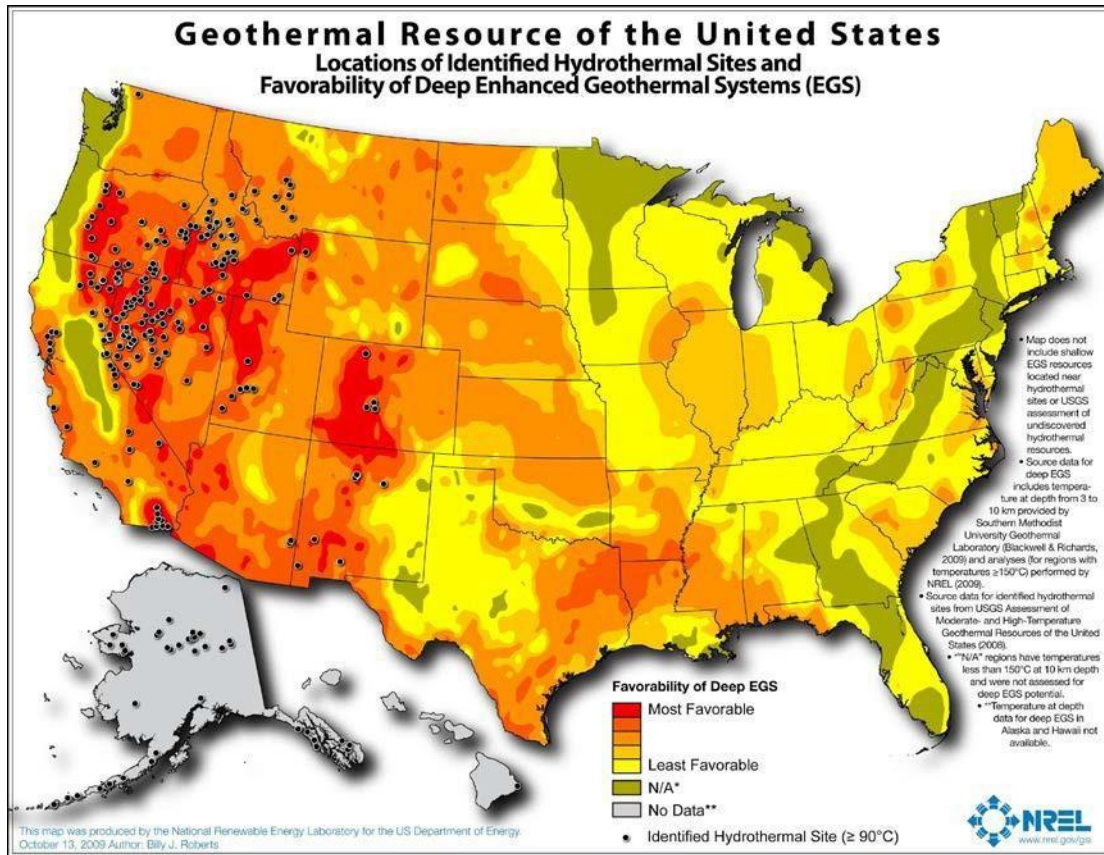 Geothermal Resource of the United States
Locations of Identified Hydrothermal Sites and
Favorability of Deep Enhanced Geothermal Systems (EGS)
• Map does not
include shallow
EGS resources
located near
hydrothermal
sites or USGS
assessment of
undiscovered
hydrothermal
resources.
• Source data for
deep EGS
includes tempera-
ture at depth from 3 to
10 km provided by
Southern Methodist
University Geothermal
Laboratory (Blackwell & Richards,
2009) and analyses (for regions with
temperatures ≥150°C) performed by
NREL (2009).
• Source data for identified hydrothermal
sites from USGS Assessment of
Moderate- and High-Temperature
Geothermal Resources of the United
States (2008).
• *"N/A" regions have temperatures
less than 150°C at 10 km depth
and were not assessed for
deep EGS potential.
• **Temperature at depth
data for deep EGS in
Alaska and Hawaii not
available.
Favorability of Deep EGS
Most Favorable
Least Favorable
N/A*
No Data**
Identified Hydrothermal Site (≥ 90°C)
This map was produced by the National Renewable Energy Laboratory for the US Department of Energy.
October 13, 2009 Author: Billy J. Roberts
NREL
www.nrel.gov/gis